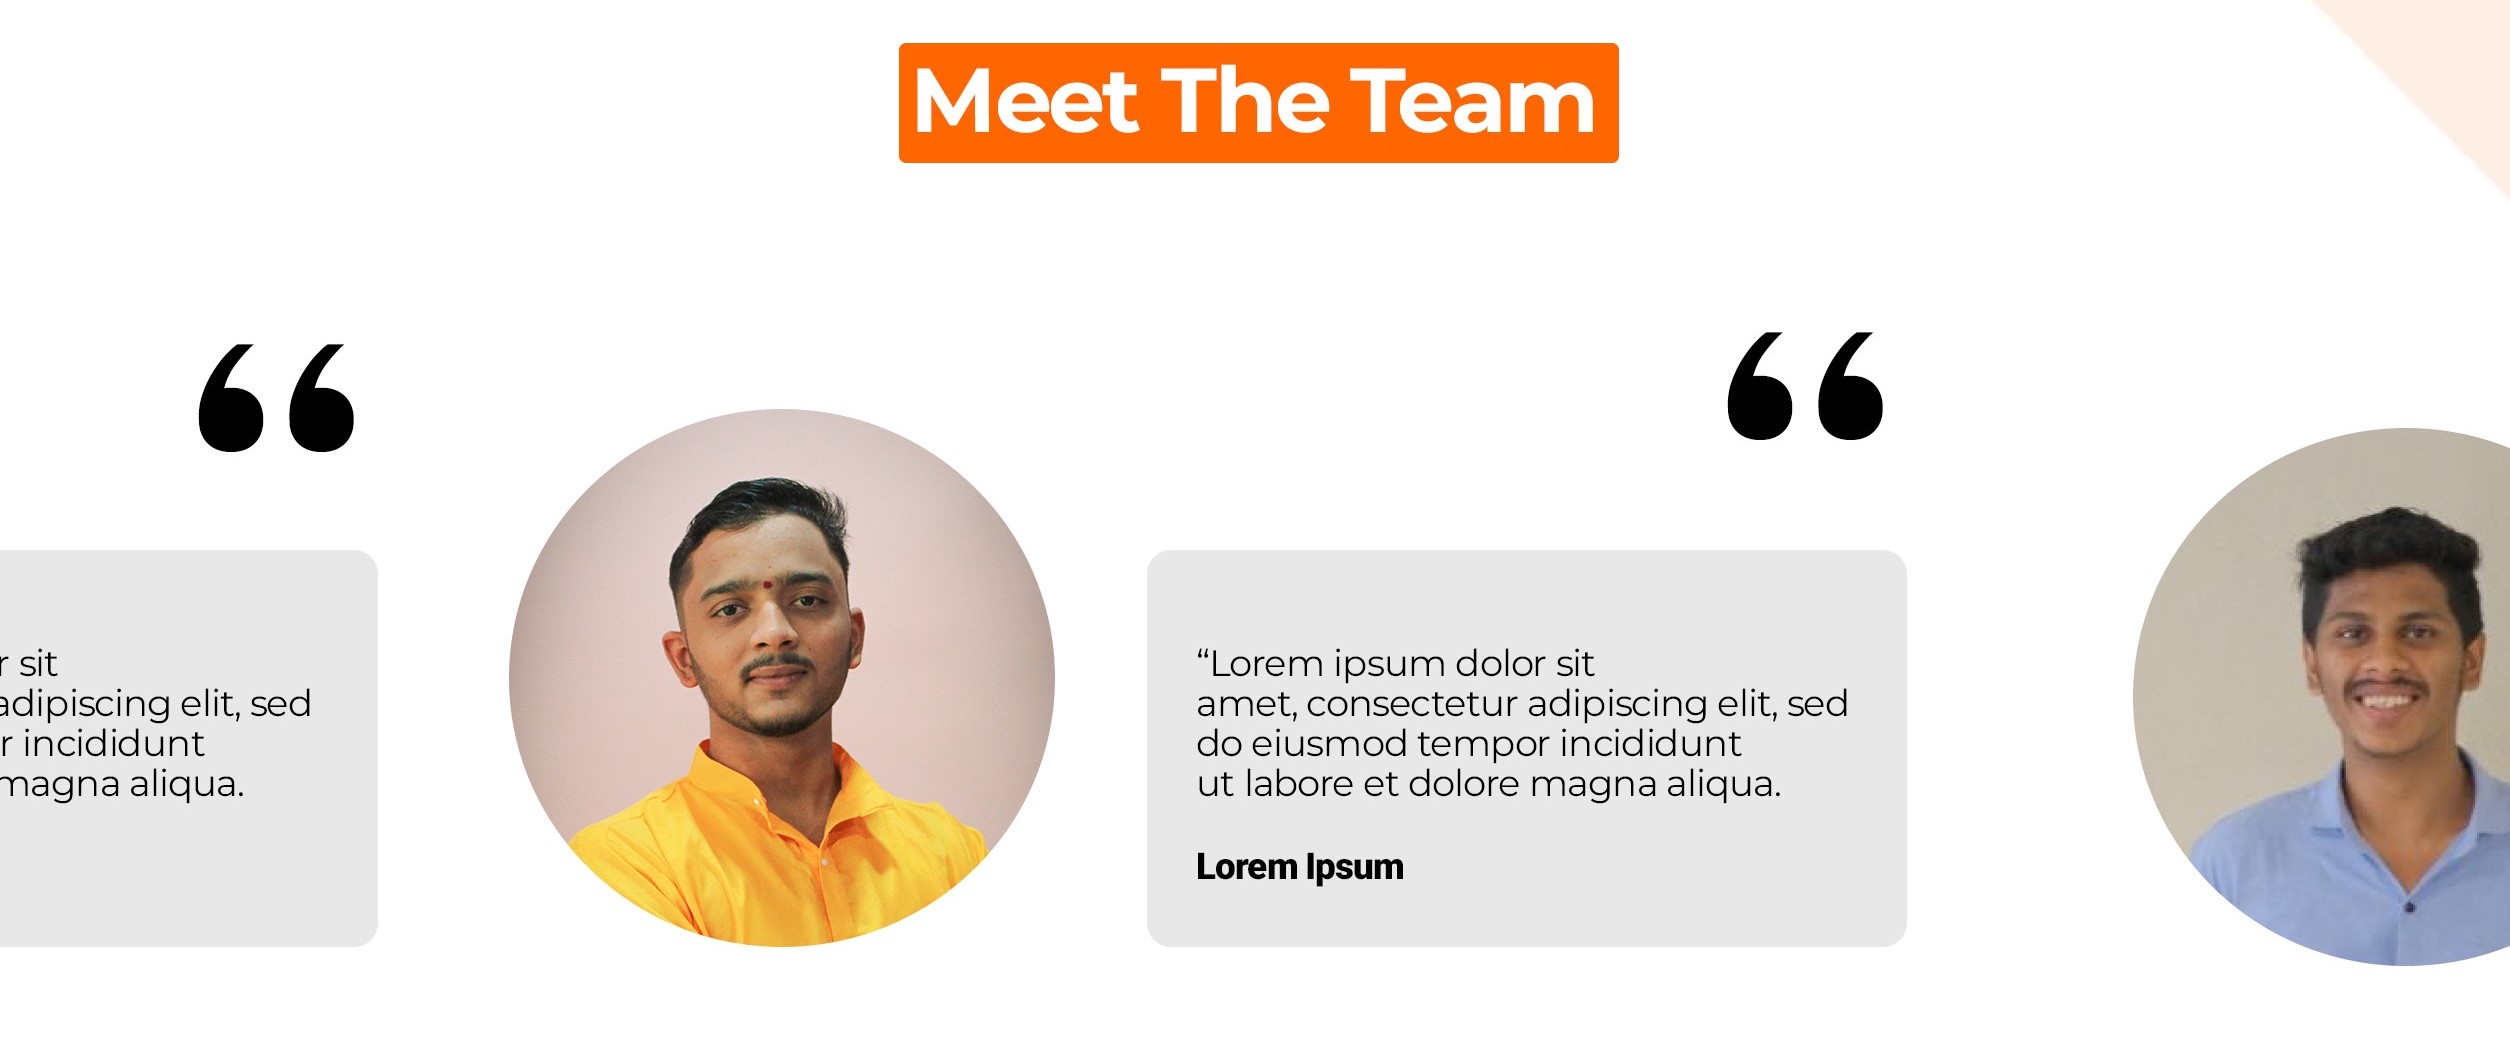 Meet The Team
“
“
r sit
adipiscing elit, sed
r incididunt
magna aliqua.
“Lorem ipsum dolor sit
amet, consectetur adipiscing elit, sed
do eiusmod tempor incididunt
ut labore et dolore magna aliqua.
Lorem Ipsum